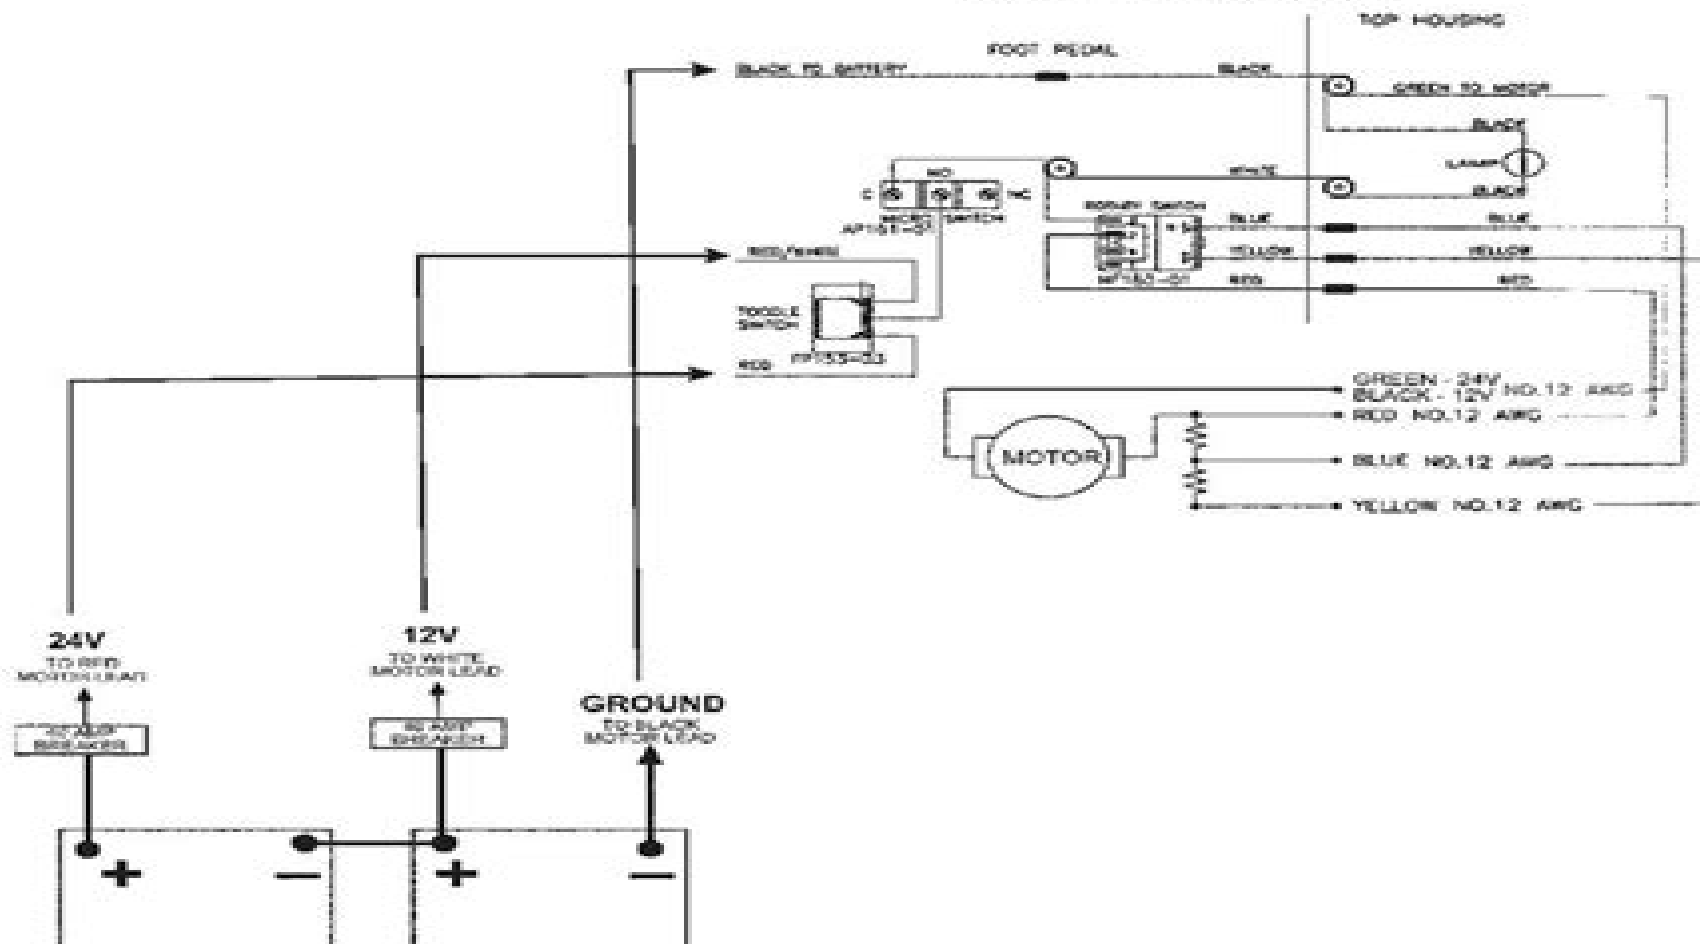 TOP HOUSING
FOOT PEDAL
BLACK TO BATTERY
BLACK
GREEN TO MOTOR
BLACK
LAMP
BLACK
WHITE
NO
C
MICRO SWITCH
ROTARY SWITCH
BLUE
BLUE
YELLOW
YELLOW
RED
RED
SWITCH
RED
GREEN - 24V
BLACK - 12V
NO.12 AWG
RED NO.12 AWG
MOTOR
BLUE NO.12 AWG
YELLOW NO.12 AWG
24V
TO RED
MOTOR LEAD
12V
TO WHITE
MOTOR LEAD
GROUND
TO BLACK
MOTOR LEAD
AMP
BREAKER
AMP
BREAKER
+
−
+
−